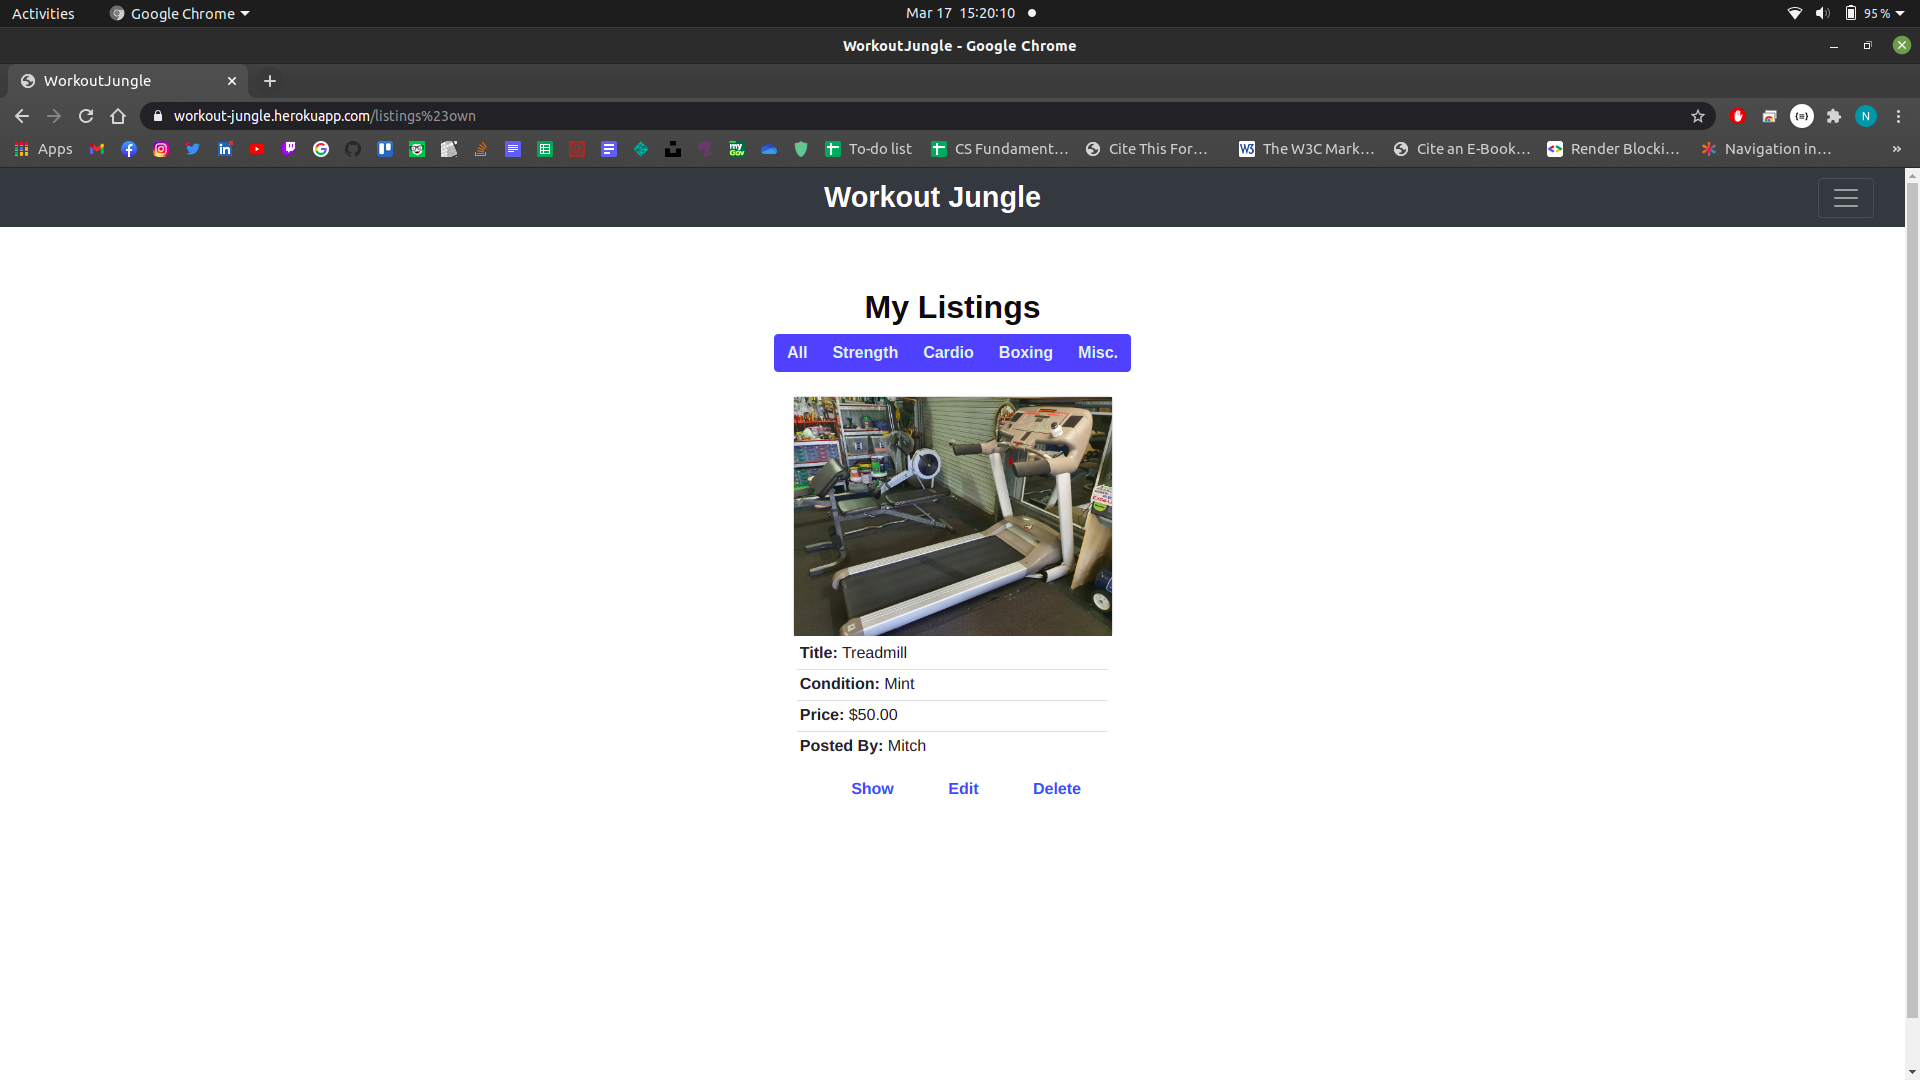 Activities Google Chrome Mar 17 15:20:10 95%
WorkoutJungle - Google Chrome
WorkoutJungle
workout-jungle.herokuapp.com/listings%23own N
Apps To-do list CS Fundament... Cite This For... The W3C Mark... Cite an E-Book... Render Blocki... Navigation in... »
Workout Jungle
My Listings
All Strength Cardio Boxing Misc.
Title: Treadmill
Condition: Mint
Price: $50.00
Posted By: Mitch
Show Edit Delete